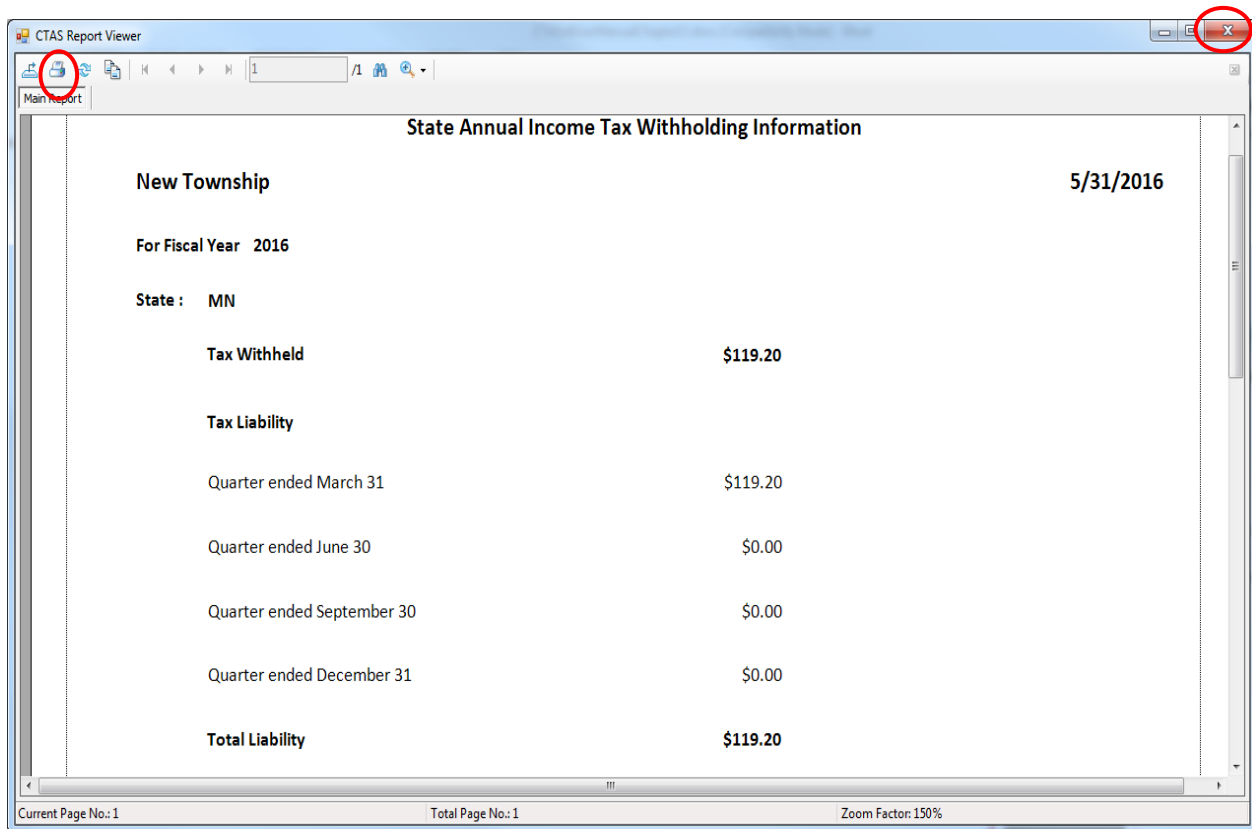 CTAS Report Viewer
1 /1
Main Report
State Annual Income Tax Withholding Information
New Township 5/31/2016
For Fiscal Year 2016
State : MN
Tax Withheld $119.20
Tax Liability
Quarter ended March 31 $119.20
Quarter ended June 30 $0.00
Quarter ended September 30 $0.00
Quarter ended December 31 $0.00
Total Liability $119.20
Current Page No.: 1 Total Page No.: 1 Zoom Factor: 150%